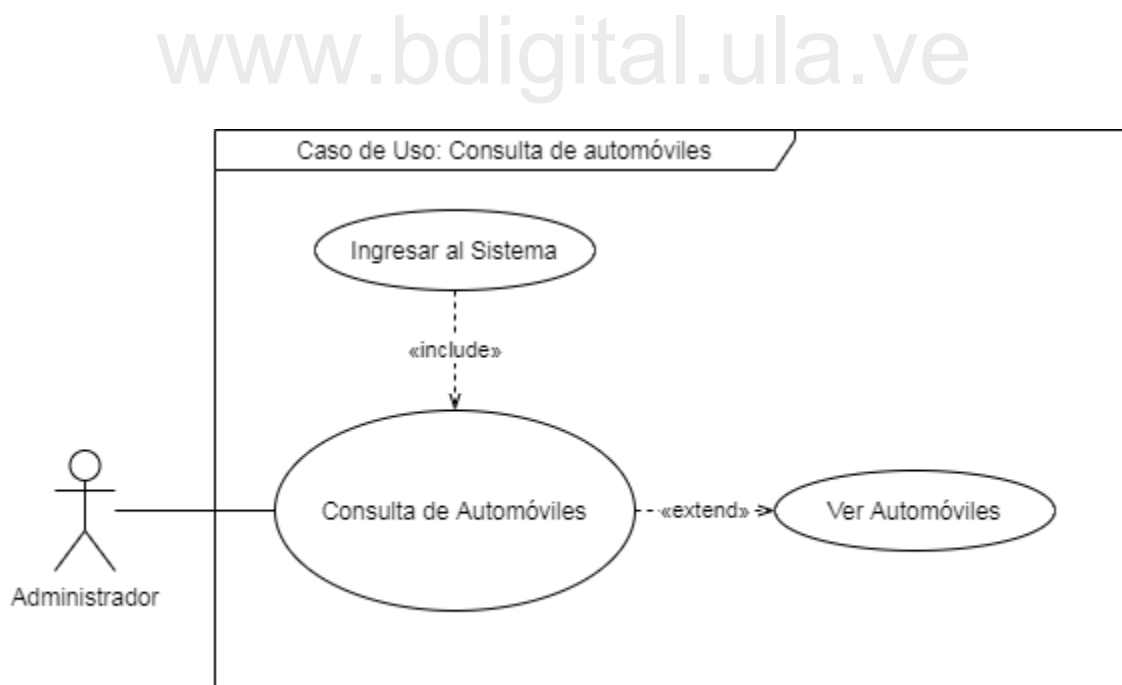 www.bdigital.ula.ve
Caso de Uso: Consulta de automóviles
Ingresar al Sistema
«include»
Consulta de Automóviles
«extend»
Ver Automóviles
Administrador